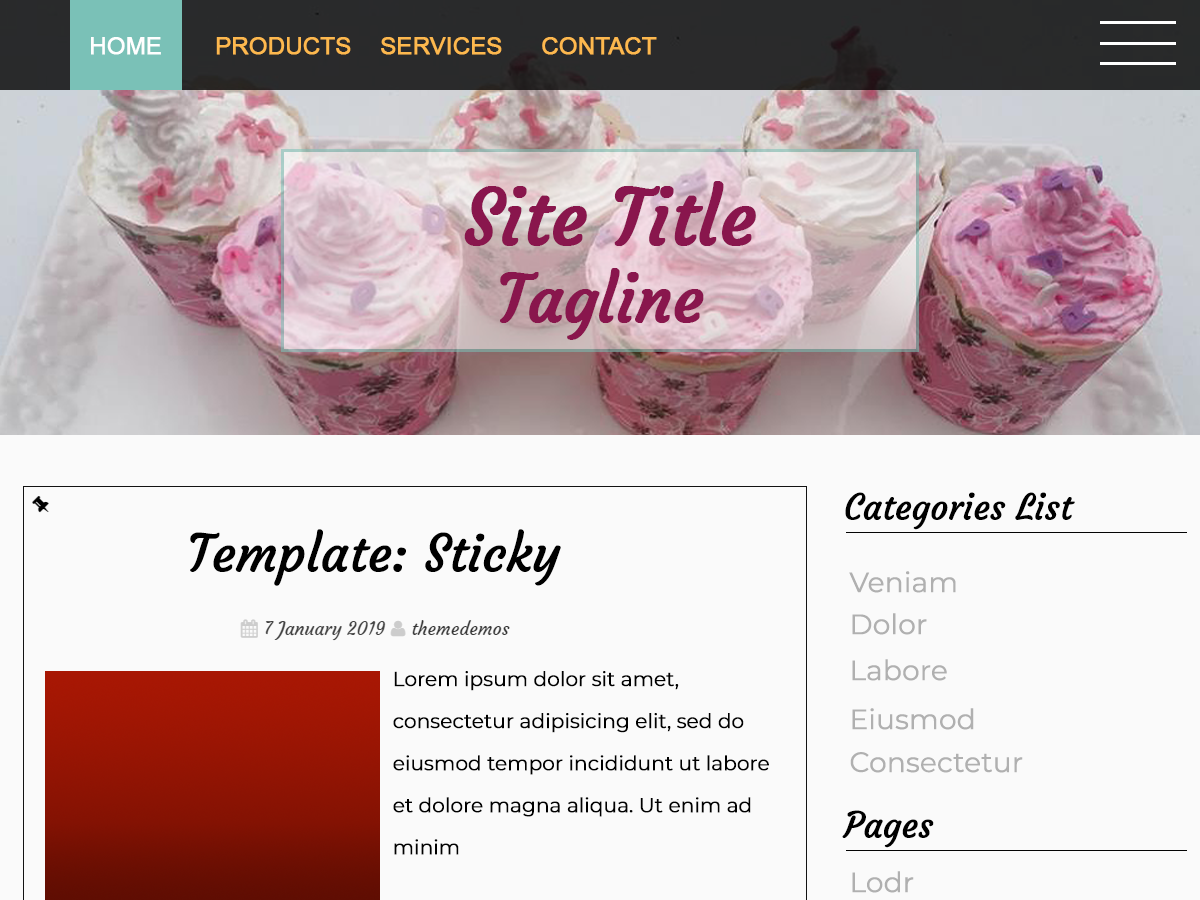 HOME PRODUCTS SERVICES CONTACT
Site Title
Tagline
Template: Sticky
7 January 2019 themedemos
Lorem ipsum dolor sit amet,
consectetur adipisicing elit, sed do
eiusmod tempor incididunt ut labore
et dolore magna aliqua. Ut enim ad
minim
Categories List
Veniam
Dolor
Labore
Eiusmod
Consectetur
Pages
Lodr